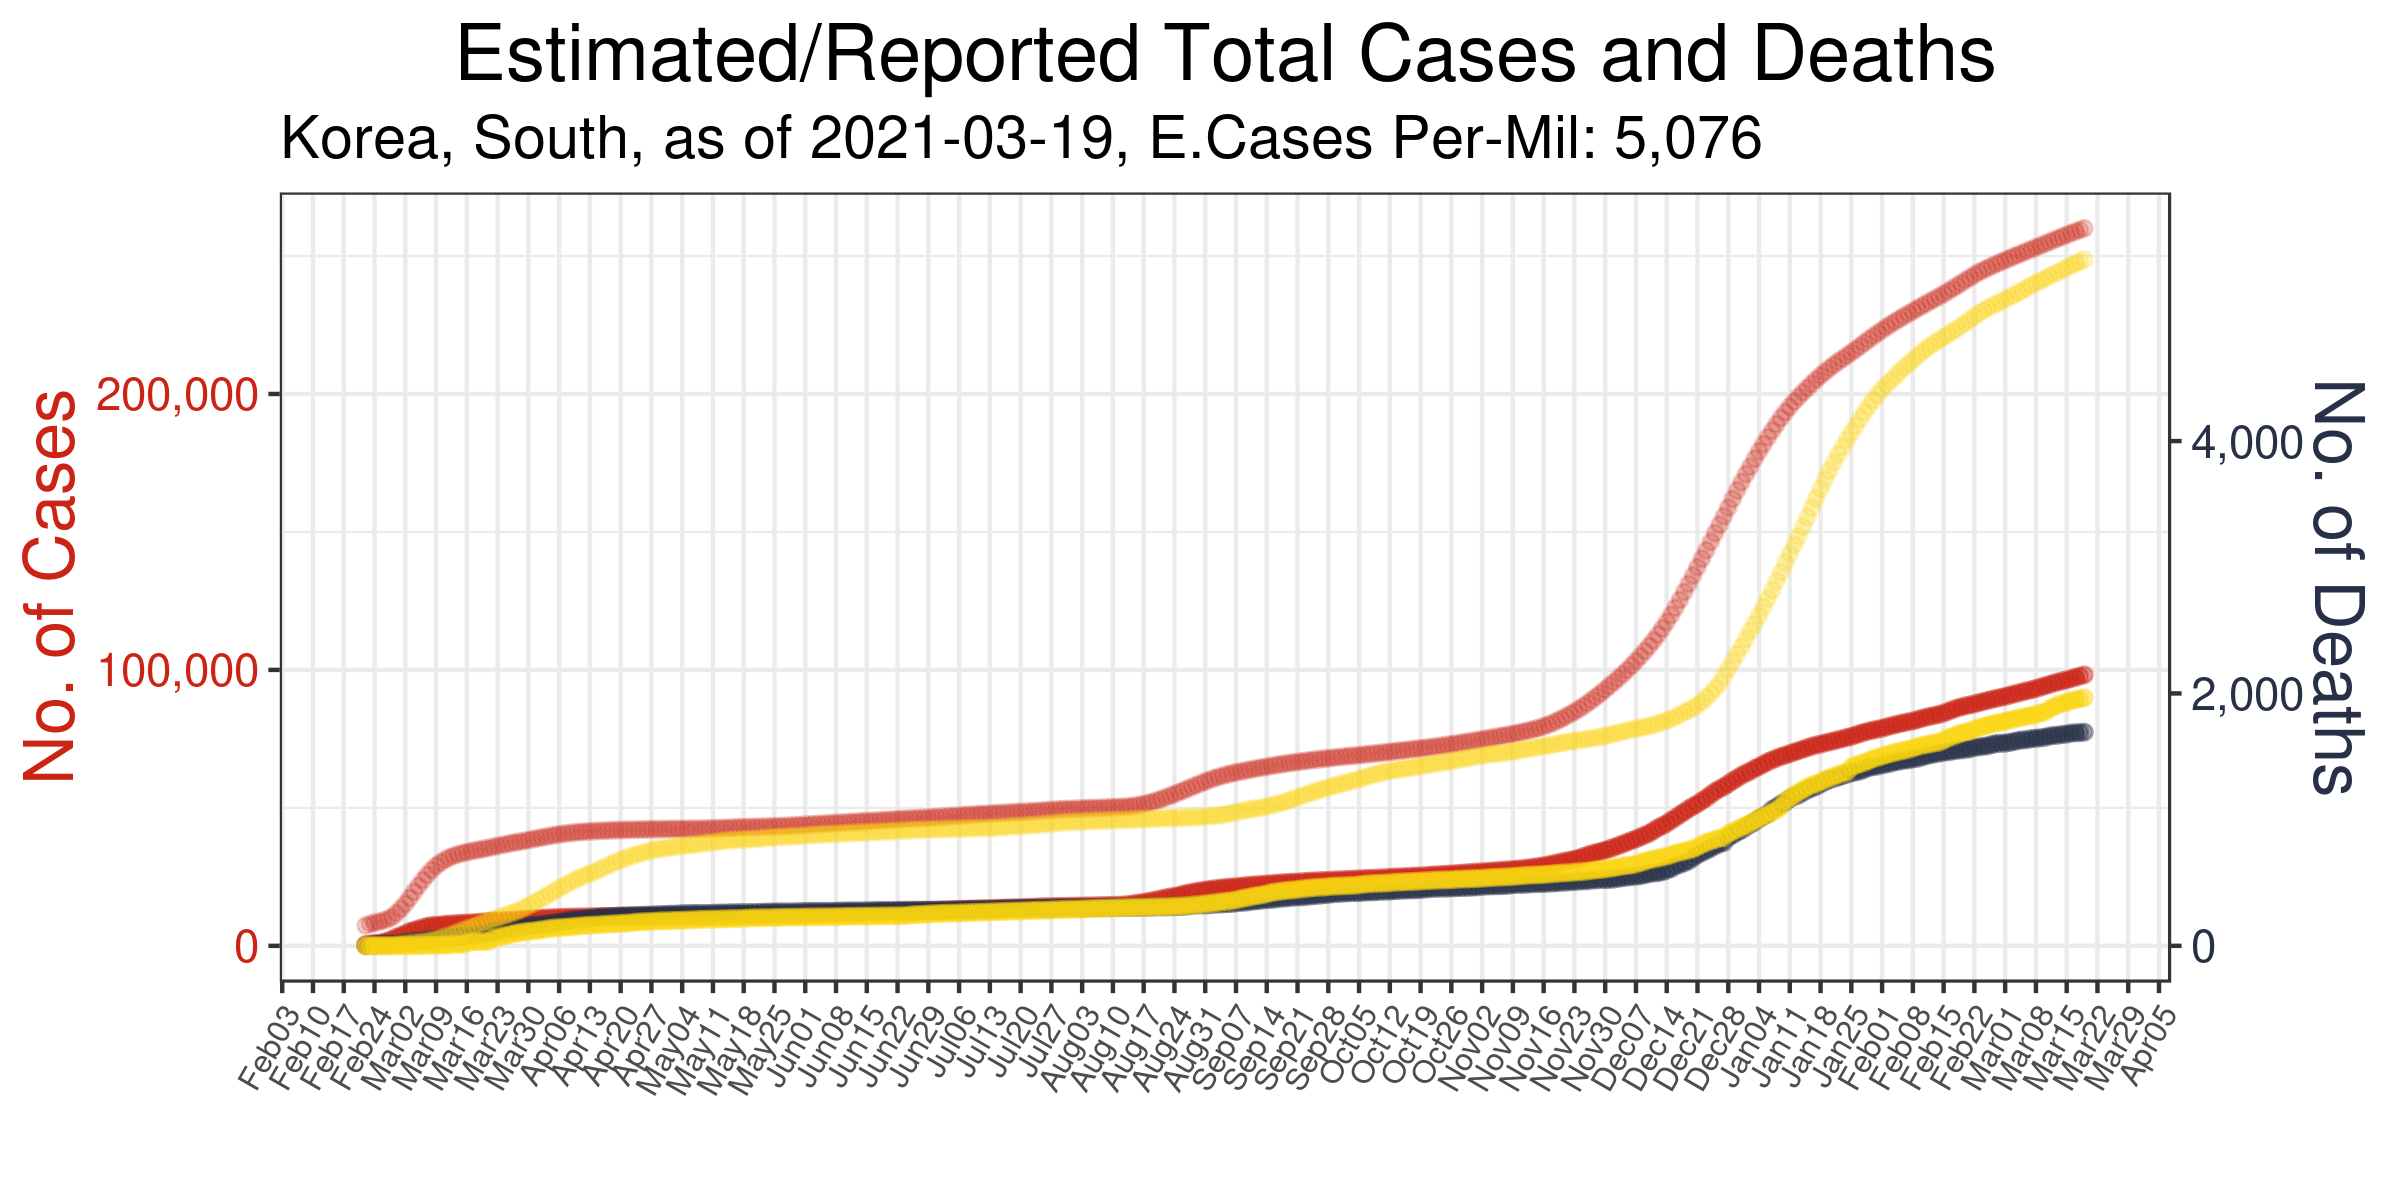 Estimated/Reported Total Cases and Deaths
Korea, South, as of 2021-03-19, E.Cases Per-Mil: 5,076
No. of Cases
200,000
100,000
0
No. of Deaths
4,000
2,000
0
Feb03
Feb10
Feb17
Feb24
Mar02
Mar09
Mar16
Mar23
Mar30
Apr06
Apr13
Apr20
Apr27
May04
May11
May18
May25
Jun01
Jun08
Jun15
Jun22
Jun29
Jul06
Jul13
Jul20
Jul27
Aug03
Aug10
Aug17
Aug24
Aug31
Sep07
Sep14
Sep21
Sep28
Oct05
Oct12
Oct19
Oct26
Nov02
Nov09
Nov16
Nov23
Nov30
Dec07
Dec14
Dec21
Dec28
Jan04
Jan11
Jan18
Jan25
Feb01
Feb08
Feb15
Feb22
Mar01
Mar08
Mar15
Mar22
Mar29
Apr05